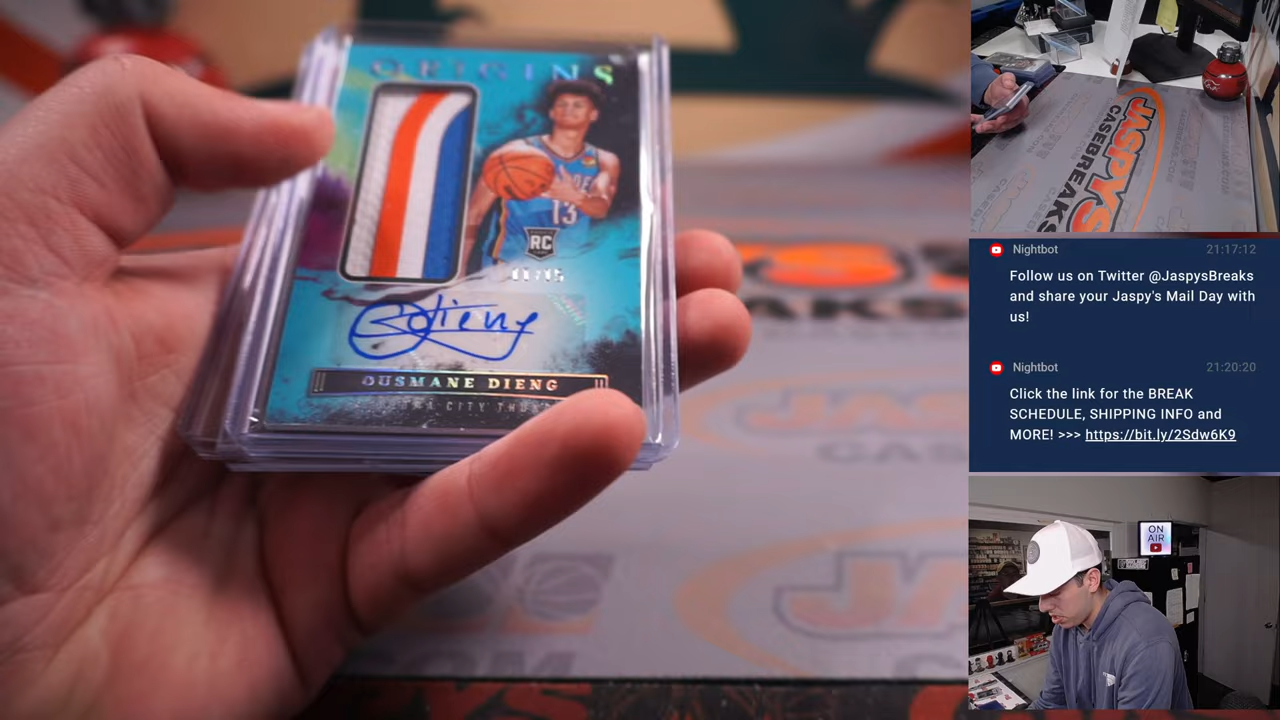 ORIGINS
13
RC
Dieng
OUSMANE DIENG
JASPYS
CASEBREAKS
.COM
Nightbot 21:17:12
Follow us on Twitter @JaspysBreaks
and share your Jaspy's Mail Day with
us!
Nightbot 21:20:20
Click the link for the BREAK
SCHEDULE, SHIPPING INFO and
MORE! >>> https://bit.ly/2Sdw6K9
ON
AIR